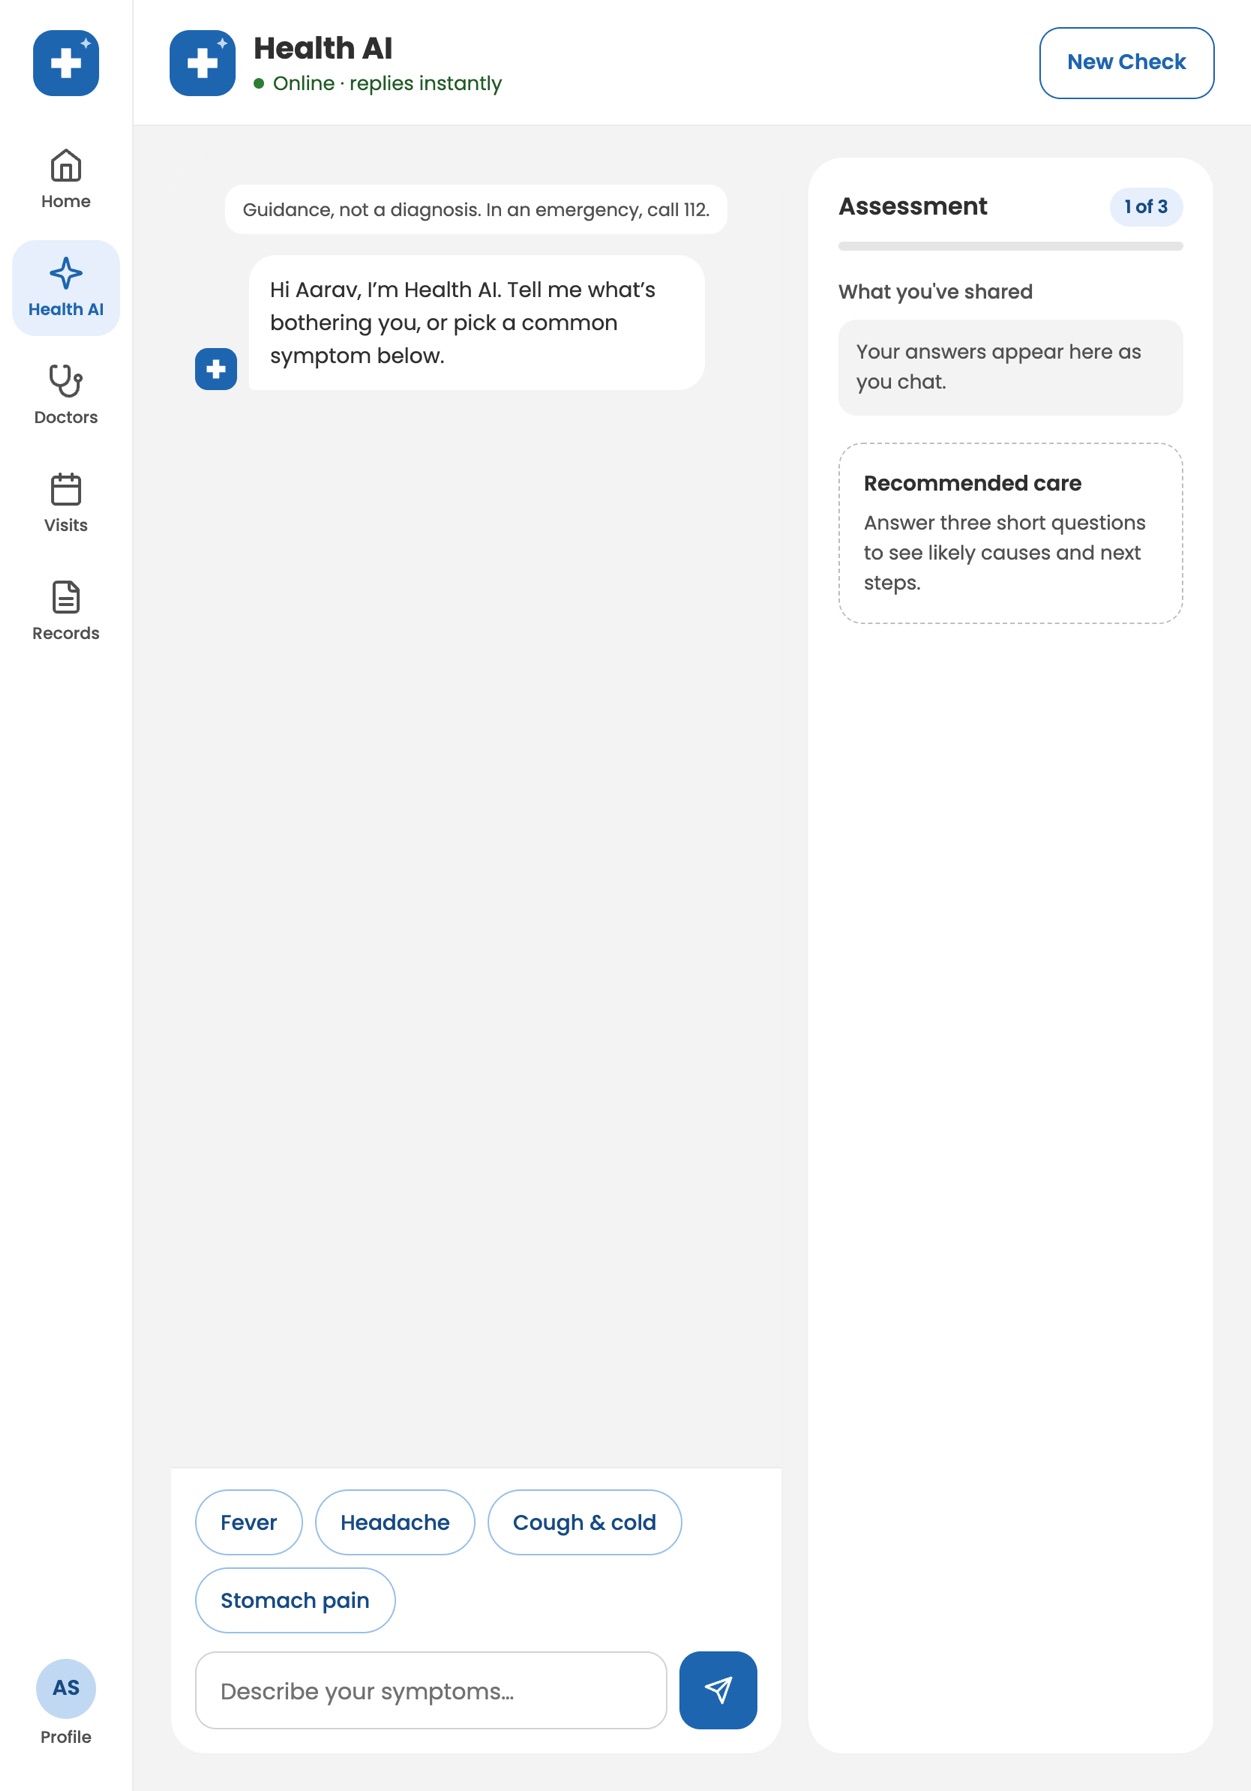 Health AI
Online · replies instantly
New Check
Home
Health AI
Doctors
Visits
Records
AS
Profile
Guidance, not a diagnosis. In an emergency, call 112.
Hi Aarav, I’m Health AI. Tell me what’s
bothering you, or pick a common
symptom below.
Fever
Headache
Cough & cold
Stomach pain
Describe your symptoms...
Assessment
1 of 3
What you've shared
Your answers appear here as
you chat.
Recommended care
Answer three short questions
to see likely causes and next
steps.